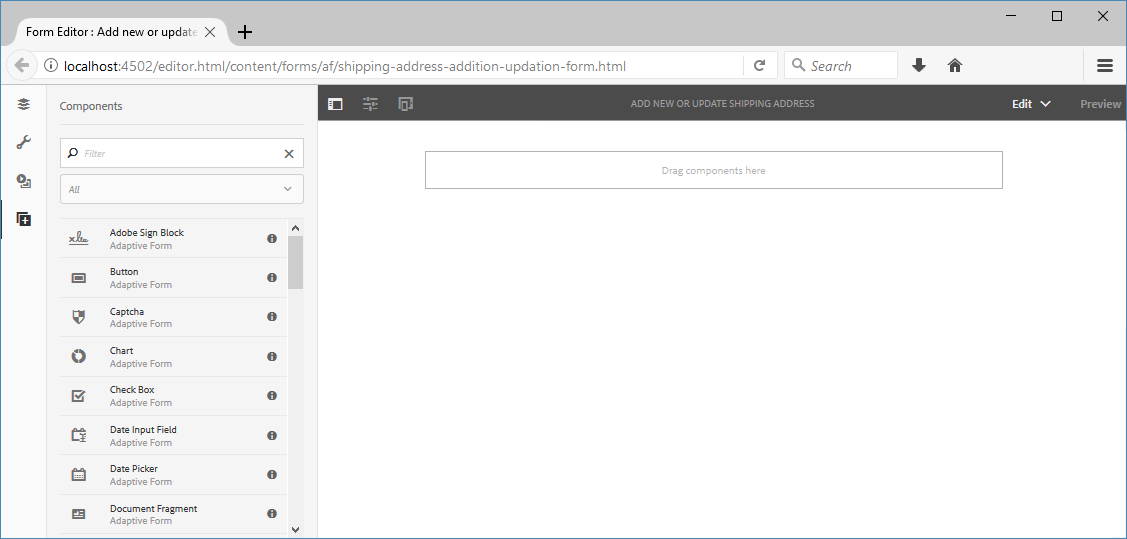 Form Editor : Add new or update
localhost:4502/editor.html/content/forms/af/shipping-address-addition-updation-form.html
Search
Components
ADD NEW OR UPDATE SHIPPING ADDRESS
Edit
Preview
Filter
All
Drag components here
Adobe Sign Block
Adaptive Form
Button
Adaptive Form
Captcha
Adaptive Form
Chart
Adaptive Form
Check Box
Adaptive Form
Date Input Field
Adaptive Form
Date Picker
Adaptive Form
Document Fragment
Adaptive Form